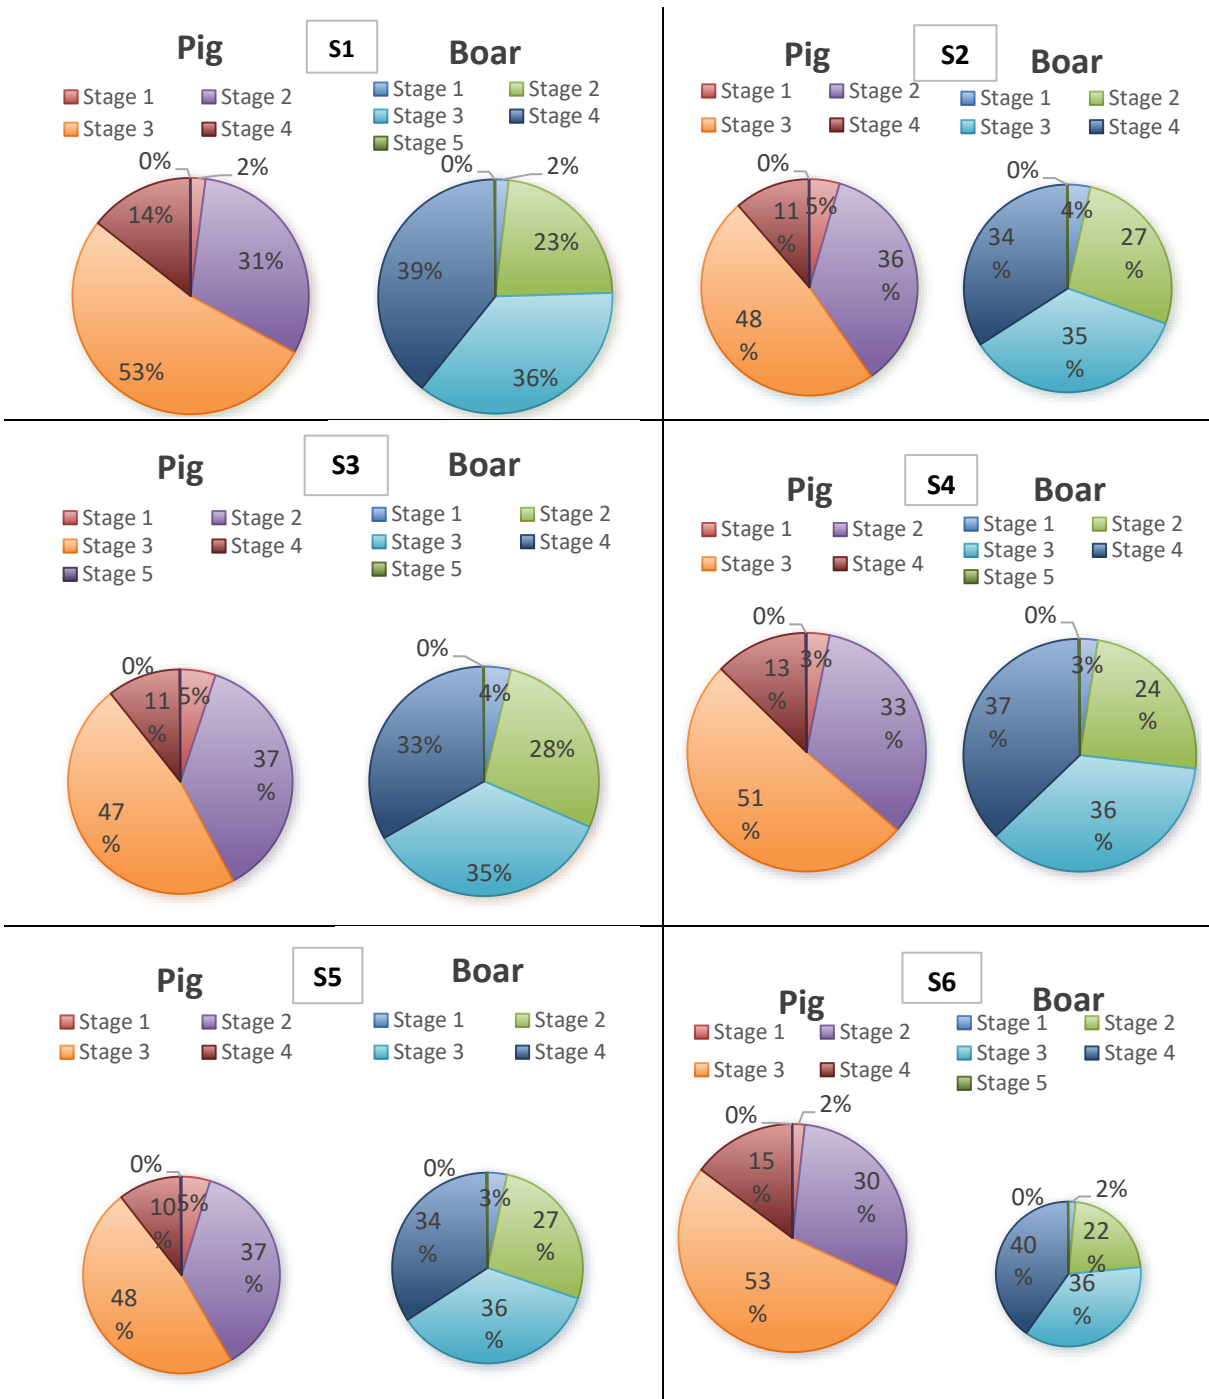 Pig
S1
Boar
Stage 1 Stage 2
Stage 3 Stage 4
Stage 1 Stage 2
Stage 3 Stage 4
Stage 5
0% 2%
14%
31%
53%
0% 2%
39%
23%
36%
Pig
S2
Boar
Stage 1 Stage 2
Stage 3 Stage 4
Stage 1 Stage 2
Stage 3 Stage 4
0%
11
%
5%
36
%
48
%
0%
4%
34
%
27
%
35
%
Pig
S3
Boar
Stage 1 Stage 2
Stage 3 Stage 4
Stage 5
Stage 1 Stage 2
Stage 3 Stage 4
Stage 5
0%
11
%
5%
37
%
47
%
0%
4%
33%
28%
35%
Pig
S4
Boar
Stage 1 Stage 2
Stage 3 Stage 4
Stage 1 Stage 2
Stage 3 Stage 4
Stage 5
0%
13
%
3%
33
%
51
%
0%
3%
37
%
24
%
36
%
Pig
S5
Boar
Stage 1 Stage 2
Stage 3 Stage 4
Stage 1 Stage 2
Stage 3 Stage 4
0%
10
%
5%
37
%
48
%
0%
3%
34
%
27
%
36
%
Pig
S6
Boar
Stage 1 Stage 2
Stage 3 Stage 4
Stage 1 Stage 2
Stage 3 Stage 4
Stage 5
0% 2%
15
%
30
%
53
%
0% 2%
40
%
22
%
36
%